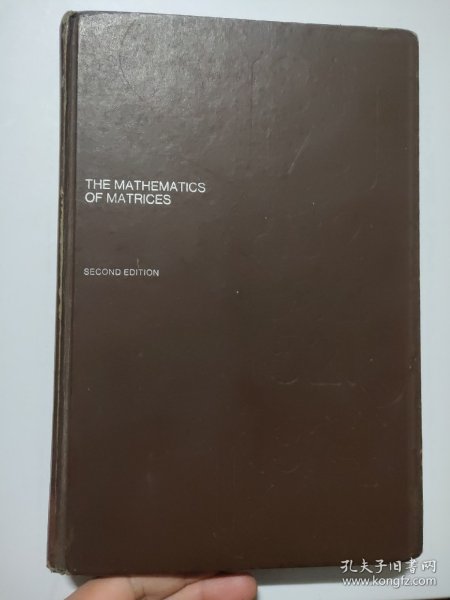 THE MATHEMATICS
OF MATRICES
SECOND EDITION
孔夫子旧书网
www.kongfz.com